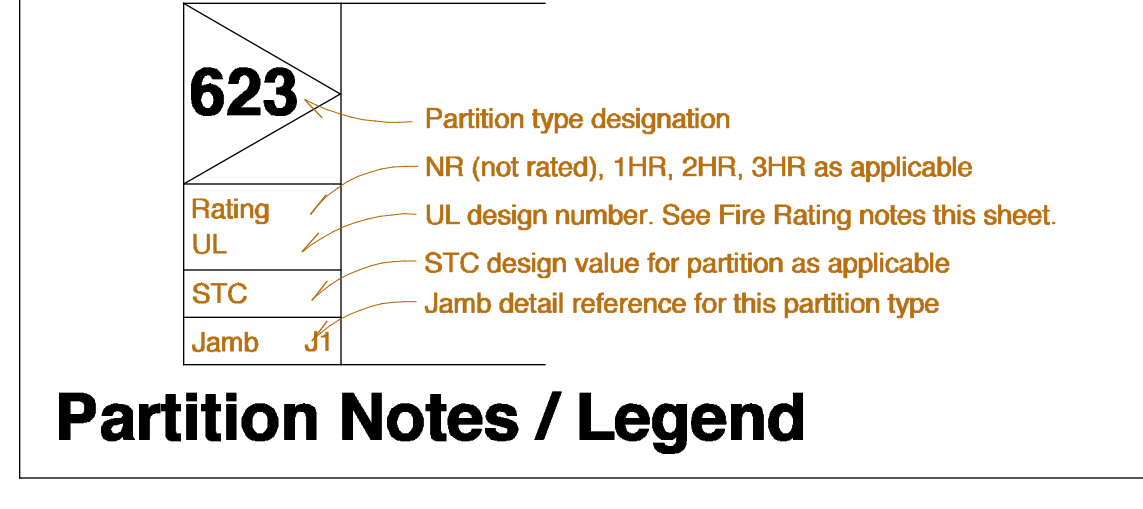 623
Partition type designation
NR (not rated), 1HR, 2HR, 3HR as applicable
Rating
UL design number. See Fire Rating notes this sheet.
UL
STC design value for partition as applicable
STC
Jamb detail reference for this partition type
Jamb J1
Partition Notes / Legend